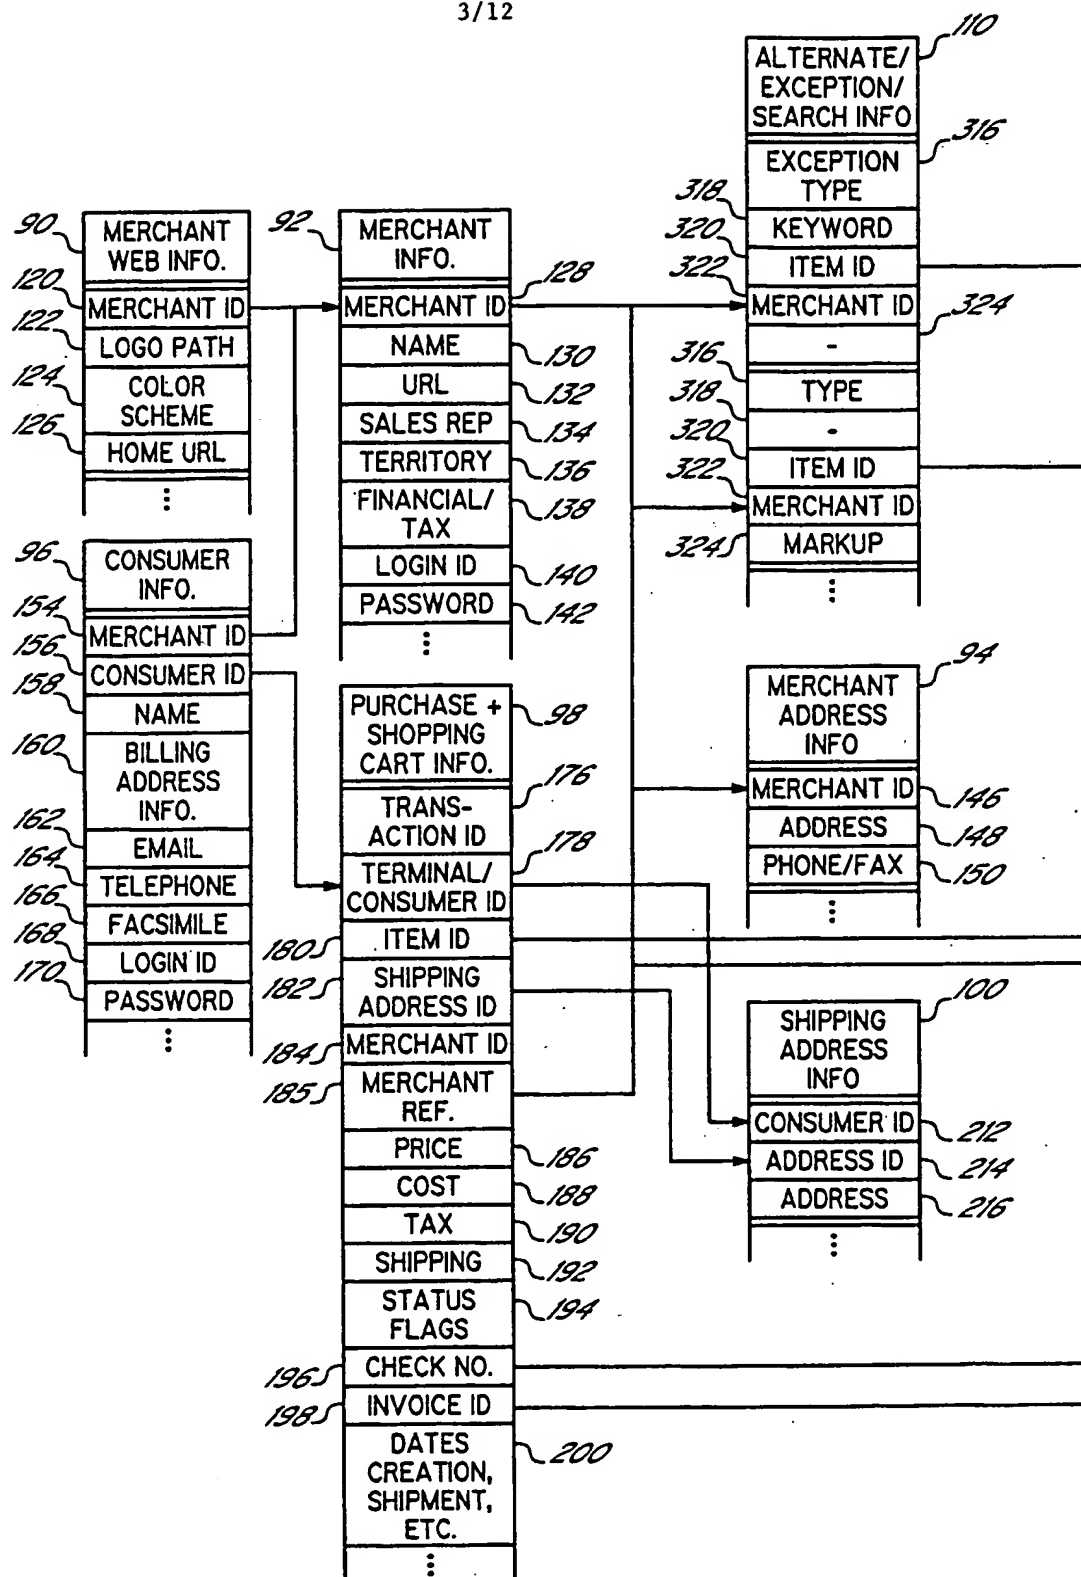 3/12
90
MERCHANT
WEB INFO.
120
MERCHANT ID
122
LOGO PATH
124
COLOR
SCHEME
126
HOME URL
96
CONSUMER
INFO.
154
MERCHANT ID
156
CONSUMER ID
158
NAME
160
BILLING
ADDRESS
INFO.
162
EMAIL
164
TELEPHONE
166
FACSIMILE
168
LOGIN ID
170
PASSWORD
92
MERCHANT
INFO.
128
MERCHANT ID
NAME
130
URL
132
SALES REP
134
TERRITORY
136
FINANCIAL/
TAX
138
LOGIN ID
140
PASSWORD
142
PURCHASE +
SHOPPING
CART INFO.
98
TRANS-
ACTION ID
176
TERMINAL/
CONSUMER ID
178
ITEM ID
180
SHIPPING
ADDRESS ID
182
MERCHANT ID
184
MERCHANT
REF.
185
PRICE
186
COST
188
TAX
190
SHIPPING
192
STATUS
FLAGS
194
CHECK NO.
196
INVOICE ID
198
DATES
CREATION,
SHIPMENT,
ETC.
200
110
ALTERNATE/
EXCEPTION/
SEARCH INFO
316
EXCEPTION
TYPE
318
KEYWORD
320
ITEM ID
322
MERCHANT ID
324
-
316
TYPE
318
-
320
ITEM ID
322
MERCHANT ID
324
MARKUP
94
MERCHANT
ADDRESS
INFO
MERCHANT ID
146
ADDRESS
148
PHONE/FAX
150
100
SHIPPING
ADDRESS
INFO
CONSUMER ID
212
ADDRESS ID
214
ADDRESS
216